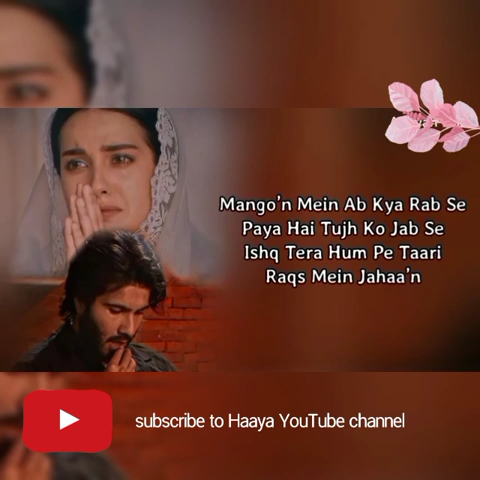 Mango'n Mein Ab Kya Rab Se
Paya Hai Tujh Ko Jab Se
Ishq Tera Hum Pe Taari
Raqs Mein Jahaa'n
subscribe to Haaya YouTube channel